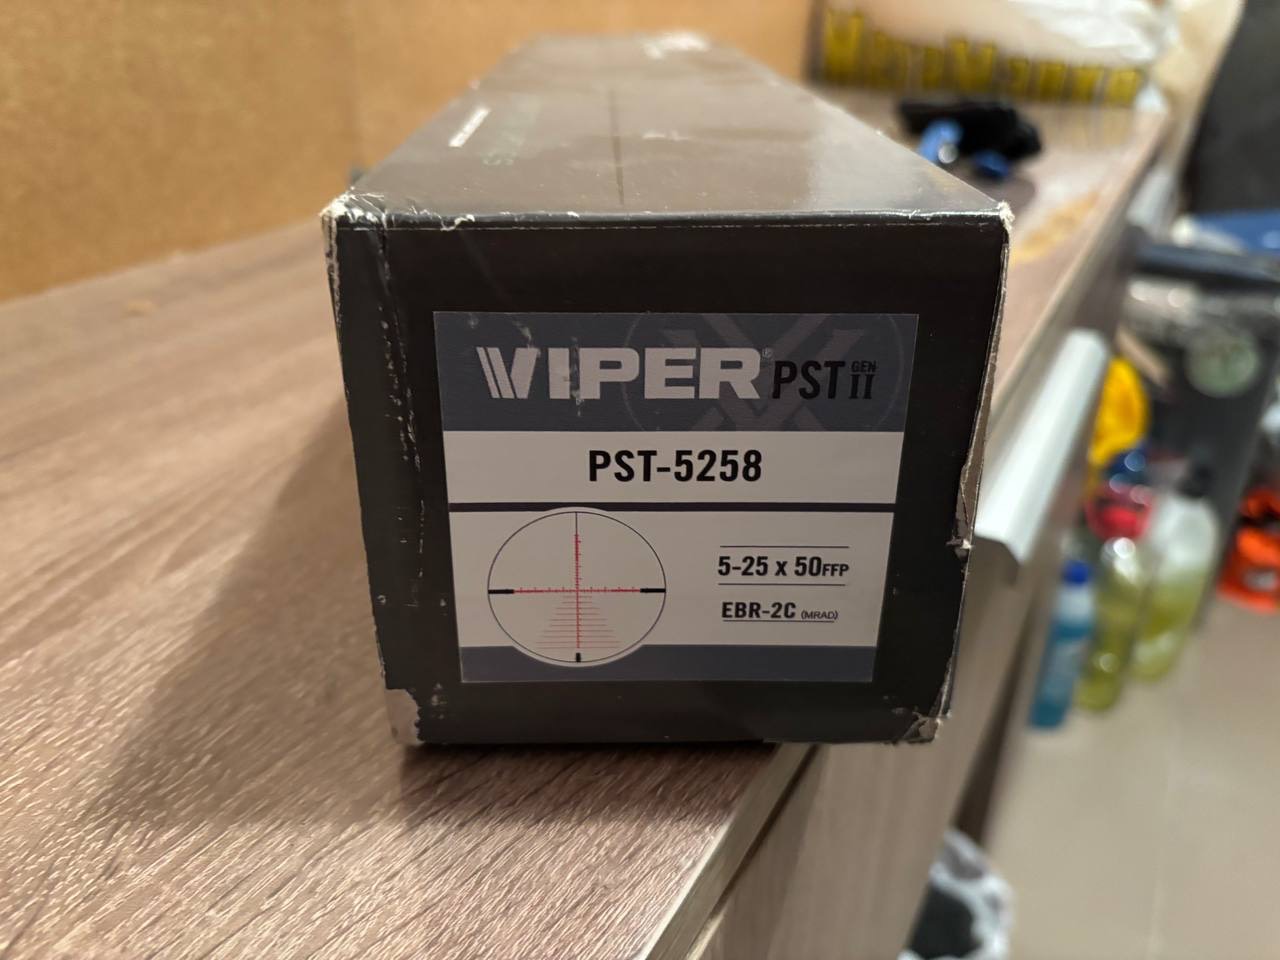 VIPER® PST GEN II
PST-5258
5-25 x 50FFP
EBR-2C (MRAD)